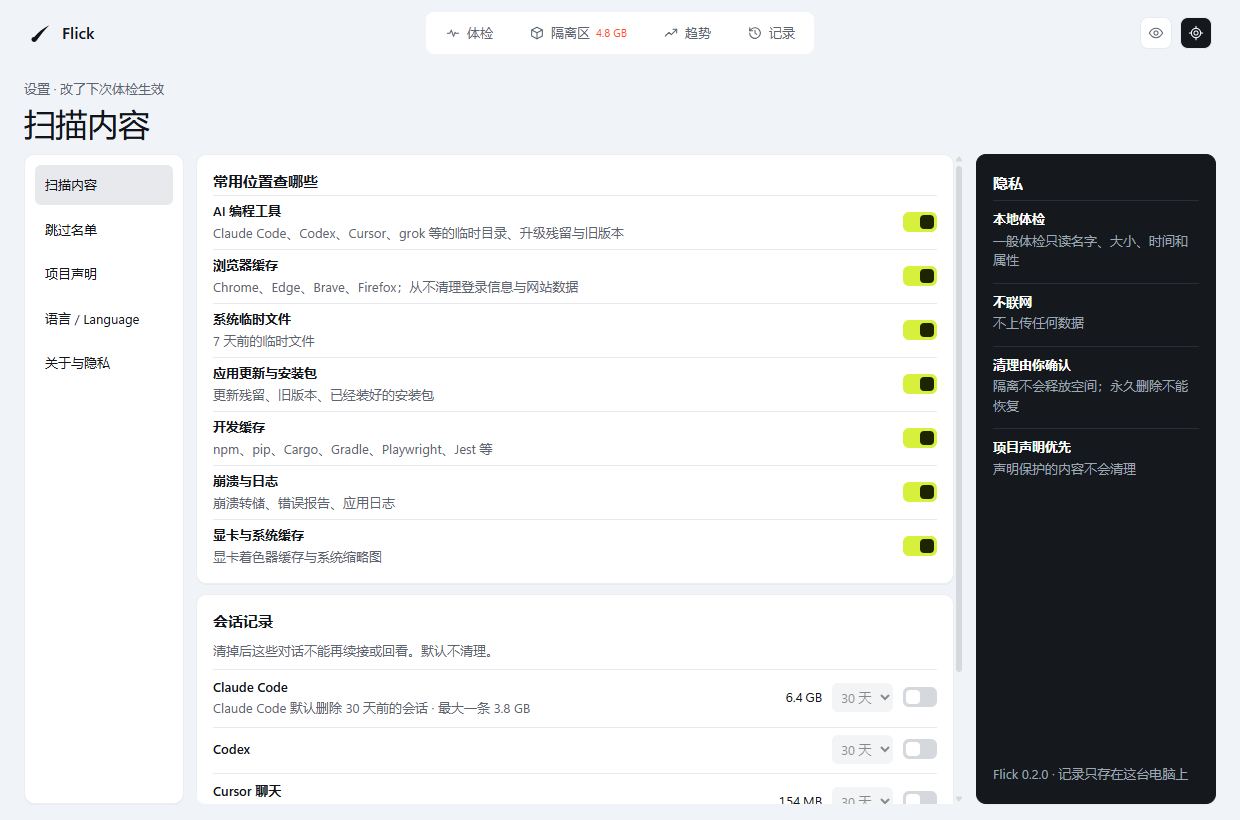 Flick
体检
隔离区 4.8 GB
趋势
记录
设置 · 改了下次体检生效
扫描内容
扫描内容
跳过名单
项目声明
语言 / Language
关于与隐私
常用位置查哪些
AI 编程工具
Claude Code、Codex、Cursor、grok 等的临时目录、升级残留与旧版本
浏览器缓存
Chrome、Edge、Brave、Firefox；从不清理登录信息与网站数据
系统临时文件
7 天前的临时文件
应用更新与安装包
更新残留、旧版本、已经装好的安装包
开发缓存
npm、pip、Cargo、Gradle、Playwright、Jest 等
崩溃与日志
崩溃转储、错误报告、应用日志
显卡与系统缓存
显卡着色器缓存与系统缩略图
会话记录
清掉后这些对话不能再续接或回看。默认不清理。
Claude Code
Claude Code 默认删除 30 天前的会话 · 最大一条 3.8 GB
6.4 GB
30 天
Codex
30 天
Cursor 聊天
154 MB
30 天
隐私
本地体检
一般体检只读名字、大小、时间和
属性
不联网
不上传任何数据
清理由你确认
隔离不会释放空间；永久删除不能
恢复
项目声明优先
声明保护的内容不会清理
Flick 0.2.0 · 记录只存在这台电脑上